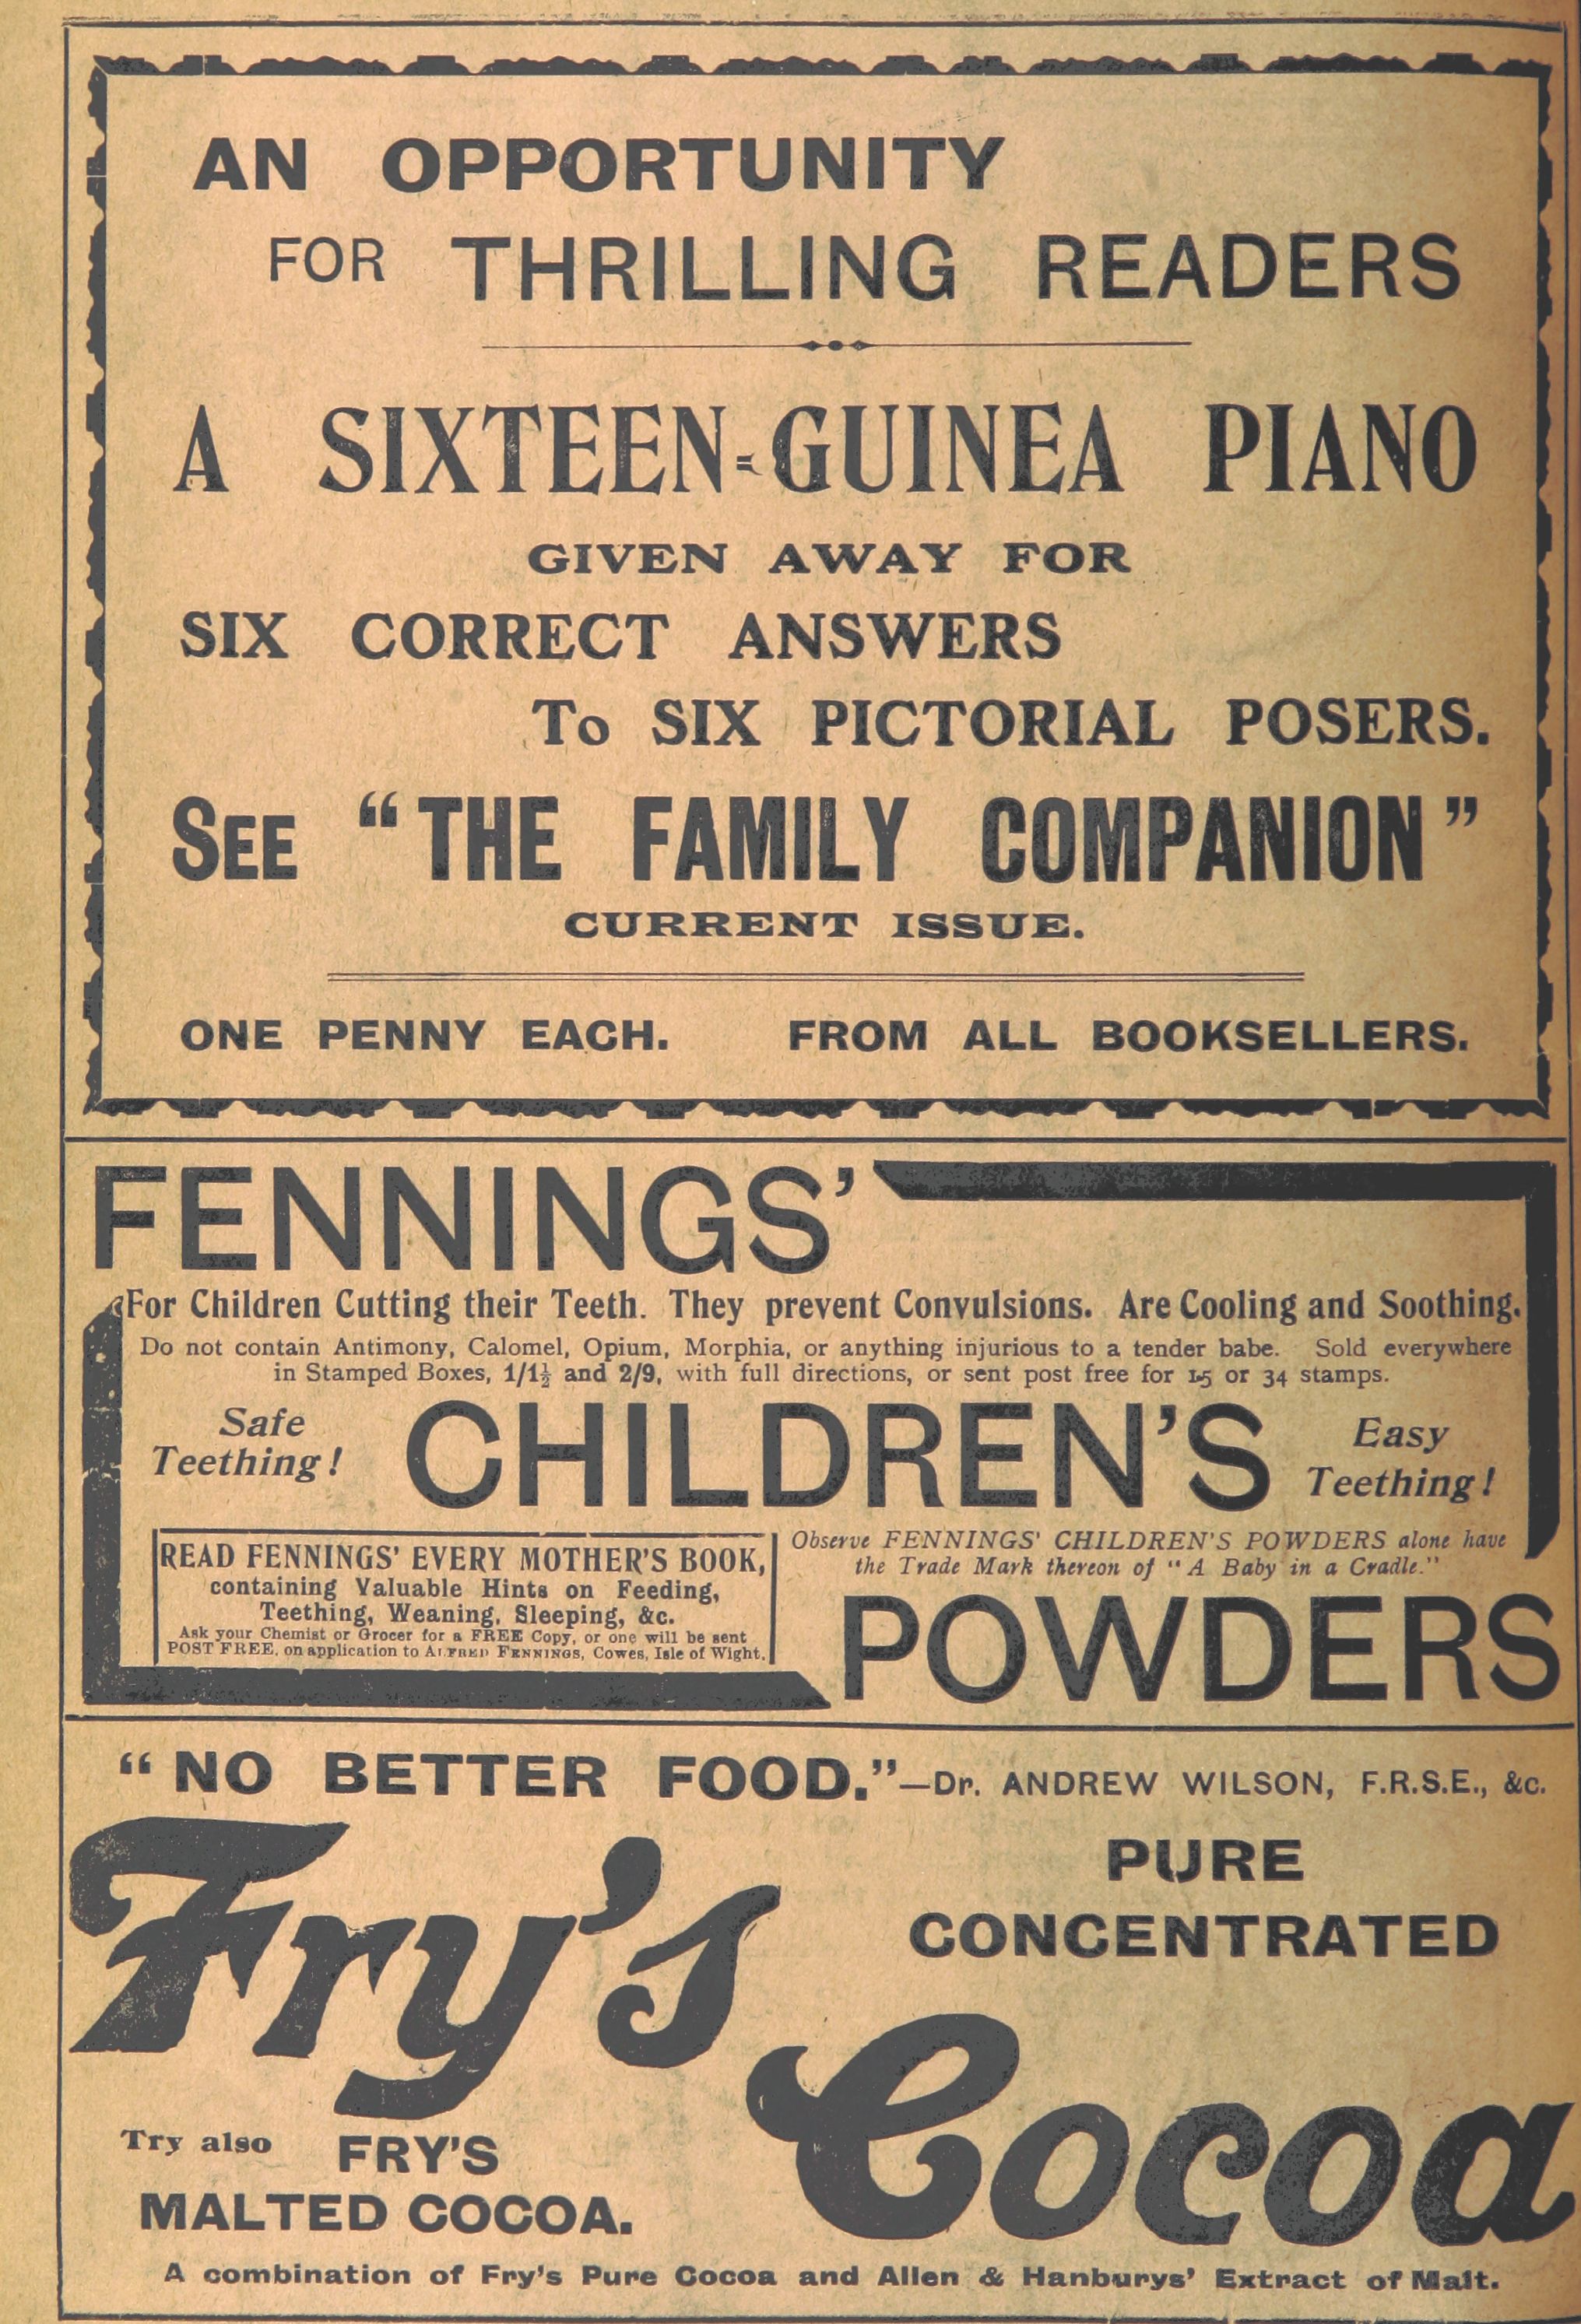 AN OPPORTUNITY
FOR THRILLING READERS
A SIXTEEN-GUINEA PIANO
GIVEN AWAY FOR
SIX CORRECT ANSWERS
To SIX PICTORIAL POSERS.
SEE "THE FAMILY COMPANION"
CURRENT ISSUE.
ONE PENNY EACH. FROM ALL BOOKSELLERS.
FENNINGS'
For Children Cutting their Teeth. They prevent Convulsions. Are Cooling and Soothing.
Do not contain Antimony, Calomel, Opium, Morphia, or anything injurious to a tender babe. Sold everywhere
in Stamped Boxes, 1/1½ and 2/9, with full directions, or sent post free for 15 or 34 stamps.
Safe
Teething!
CHILDREN'S
Easy
Teething!
READ FENNINGS' EVERY MOTHER'S BOOK,
containing Valuable Hints on Feeding,
Teething, Weaning, Sleeping, &c.
Ask your Chemist or Grocer for a FREE Copy, or one will be sent
POST FREE, on application to ALFRED FENNINGS, Cowes, Isle of Wight.
Observe FENNINGS' CHILDREN'S POWDERS alone have
the Trade Mark thereon of "A Baby in a Cradle."
POWDERS
"NO BETTER FOOD."—Dr. ANDREW WILSON, F.R.S.E., &c.
Fry's
PURE
CONCENTRATED
Cocoa
Try also FRY'S
MALTED COCOA.
A combination of Fry's Pure Cocoa and Allen & Hanburys' Extract of Malt.